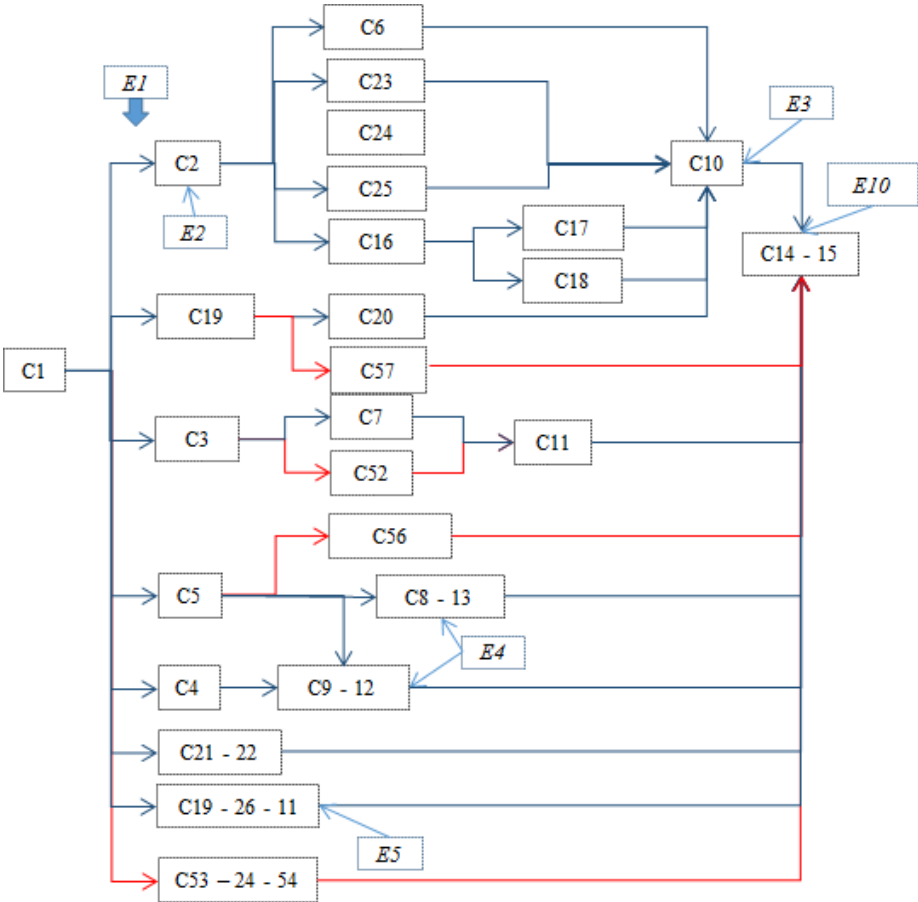 C6
E1
C23
E3
C24
C2
C10
E10
C25
E2
C16
C17
C14 - 15
C18
C19
C20
C1
C57
C7
C3
C11
C52
C56
C5
C8 - 13
E4
C4
C9 - 12
C21 - 22
C19 - 26 - 11
E5
C53 – 24 - 54